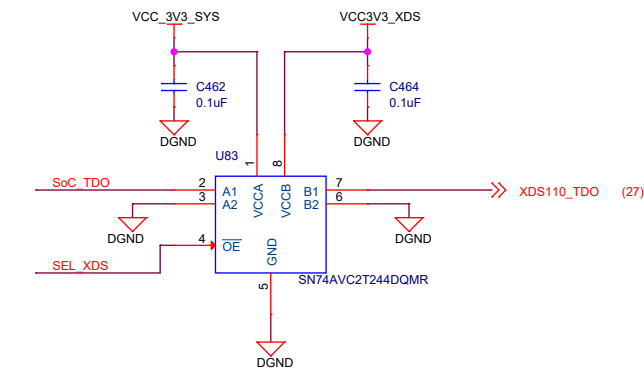 VCC_3V3_SYS
VCC3V3_XDS
C462
0.1uF
C464
0.1uF
DGND
DGND
U83
1
8
SoC_TDO
2
A1
VCCA
VCCB
B1
7
XDS110_TDO (27)
3
A2
B2
6
DGND
DGND
4
OE
GND
SEL_XDS
5
SN74AVC2T244DQMR
DGND